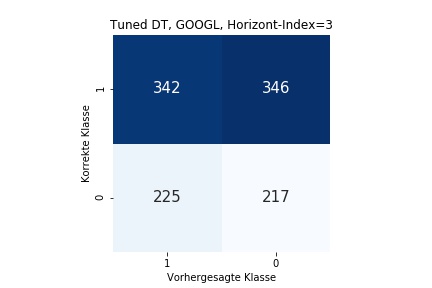 Tuned DT, GOOGL, Horizont-Index=3
Korrekte Klasse
1
342
346
0
225
217
1
0
Vorhergesagte Klasse